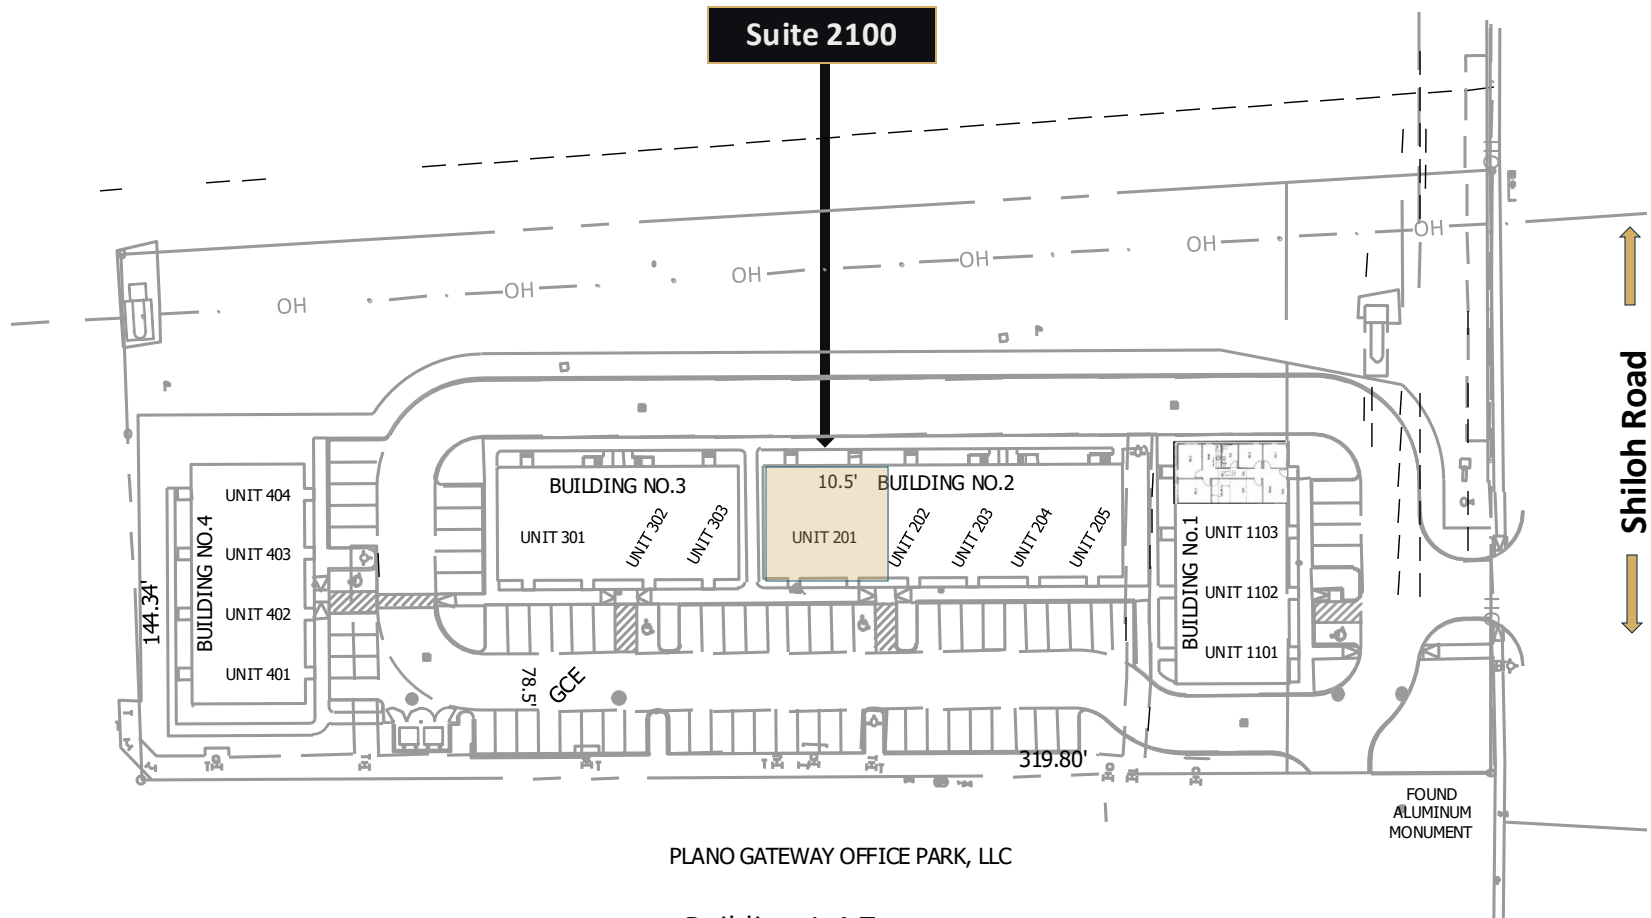 Suite 2100
OH
OH
OH
OH
OH
OH
OH
Shiloh Road
BUILDING NO.4
UNIT 404
UNIT 403
UNIT 402
UNIT 401
144.34'
BUILDING NO.3
UNIT 301
UNIT 302
UNIT 303
10.5'
BUILDING NO.2
UNIT 201
UNIT 202
UNIT 203
UNIT 204
UNIT 205
BUILDING No.1
UNIT 1103
UNIT 1102
UNIT 1101
78.5'
GCE
319.80'
FOUND
ALUMINUM
MONUMENT
PLANO GATEWAY OFFICE PARK, LLC